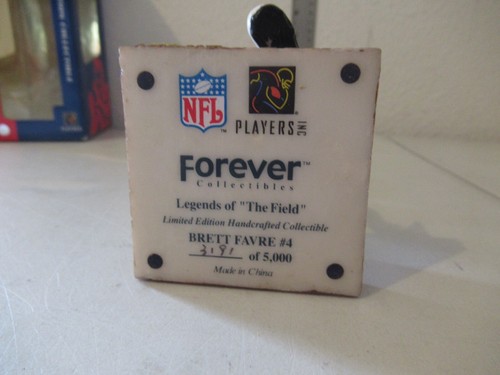 NFL
PLAYERS INC
Forever™
Collectibles
Legends of "The Field"
Limited Edition Handcrafted Collectible
BRETT FAVRE #4
3191 of 5,000
Made in China